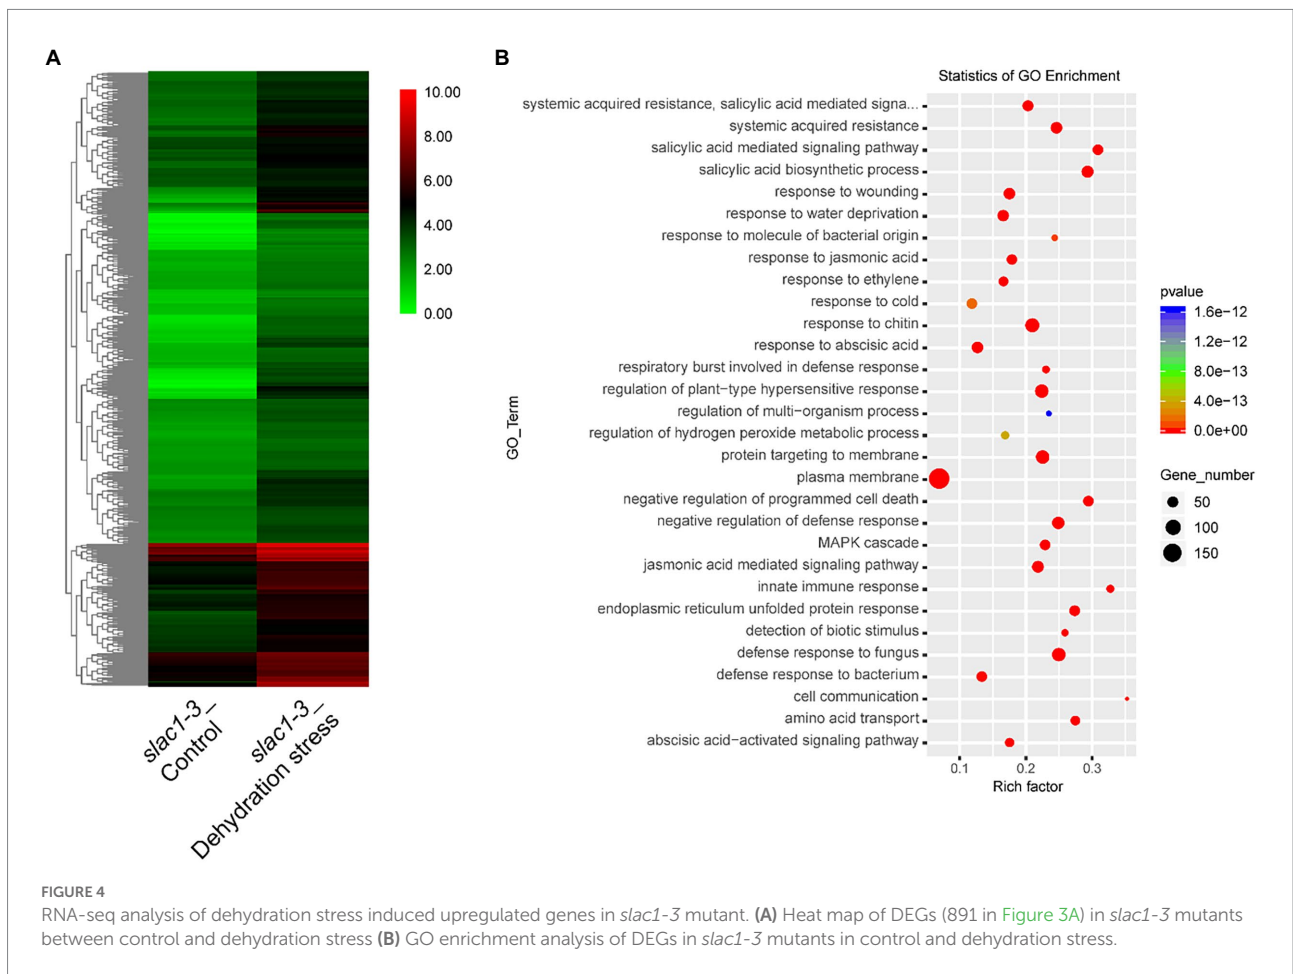 A
10.00
8.00
6.00
4.00
2.00
0.00
slac1-3_
Control
slac1-3_
Dehydration stress
B
Statistics of GO Enrichment
GO_Term
systemic acquired resistance, salicylic acid mediated signa...
systemic acquired resistance
salicylic acid mediated signaling pathway
salicylic acid biosynthetic process
response to wounding
response to water deprivation
response to molecule of bacterial origin
response to jasmonic acid
response to ethylene
response to cold
response to chitin
response to abscisic acid
respiratory burst involved in defense response
regulation of plant−type hypersensitive response
regulation of multi−organism process
regulation of hydrogen peroxide metabolic process
protein targeting to membrane
plasma membrane
negative regulation of programmed cell death
negative regulation of defense response
MAPK cascade
jasmonic acid mediated signaling pathway
innate immune response
endoplasmic reticulum unfolded protein response
detection of biotic stimulus
defense response to fungus
defense response to bacterium
cell communication
amino acid transport
abscisic acid−activated signaling pathway
0.1 0.2 0.3
Rich factor
pvalue
1.6e−12
1.2e−12
8.0e−13
4.0e−13
0.0e+00
Gene_number
50
100
150
FIGURE 4
RNA-seq analysis of dehydration stress induced upregulated genes in slac1-3 mutant. (A) Heat map of DEGs (891 in Figure 3A) in slac1-3 mutants
between control and dehydration stress (B) GO enrichment analysis of DEGs in slac1-3 mutants in control and dehydration stress.